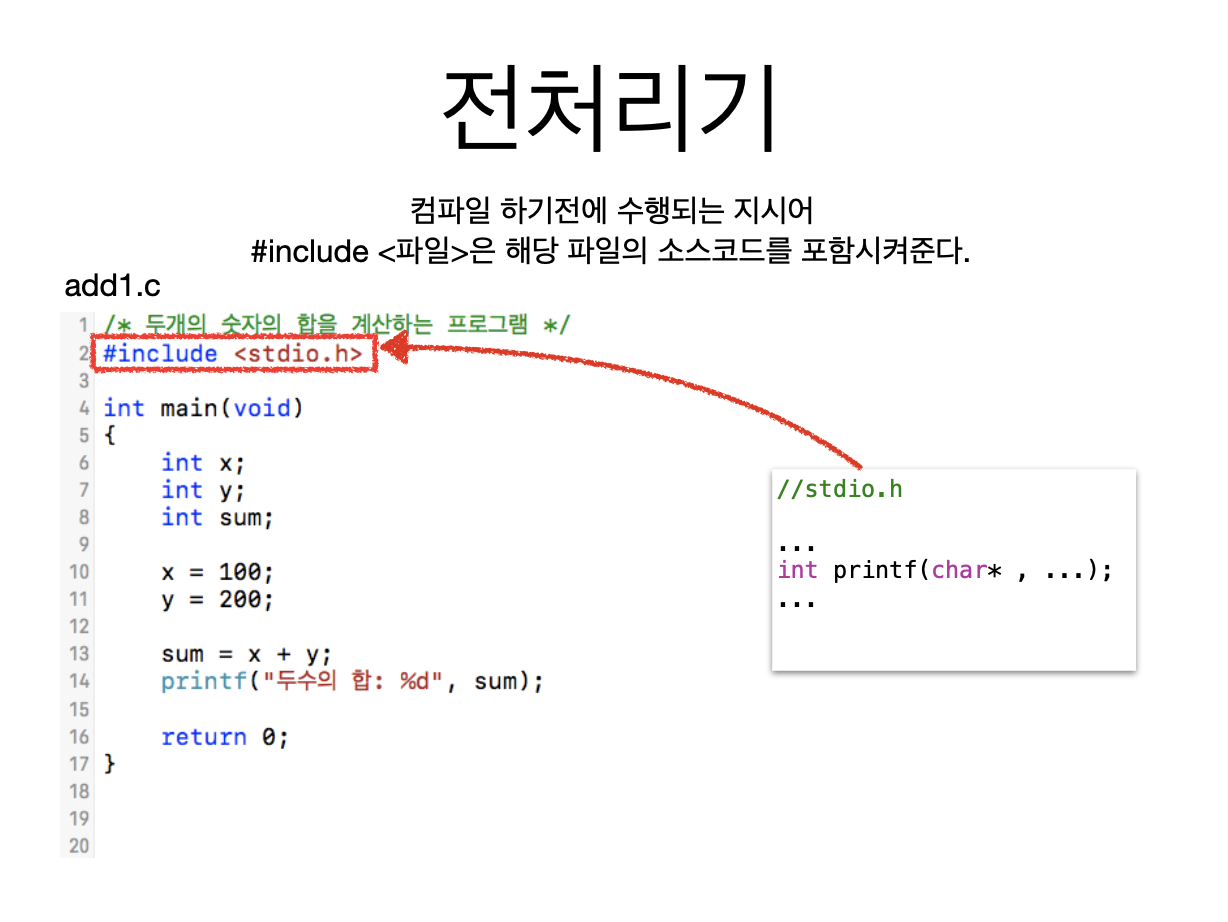 전처리기
컴파일 하기전에 수행되는 지시어
#include <파일>은 해당 파일의 소스코드를 포함시켜준다.
add1.c
1 /* 두개의 숫자의 합을 계산하는 프로그램 */
2 #include <stdio.h>
3
4 int main(void)
5 {
6     int x;
7     int y;
8     int sum;
9
10     x = 100;
11     y = 200;
12
13     sum = x + y;
14     printf("두수의 합: %d", sum);
15
16     return 0;
17 }
18
19
20
//stdio.h
...
int printf(char* , ...);
...